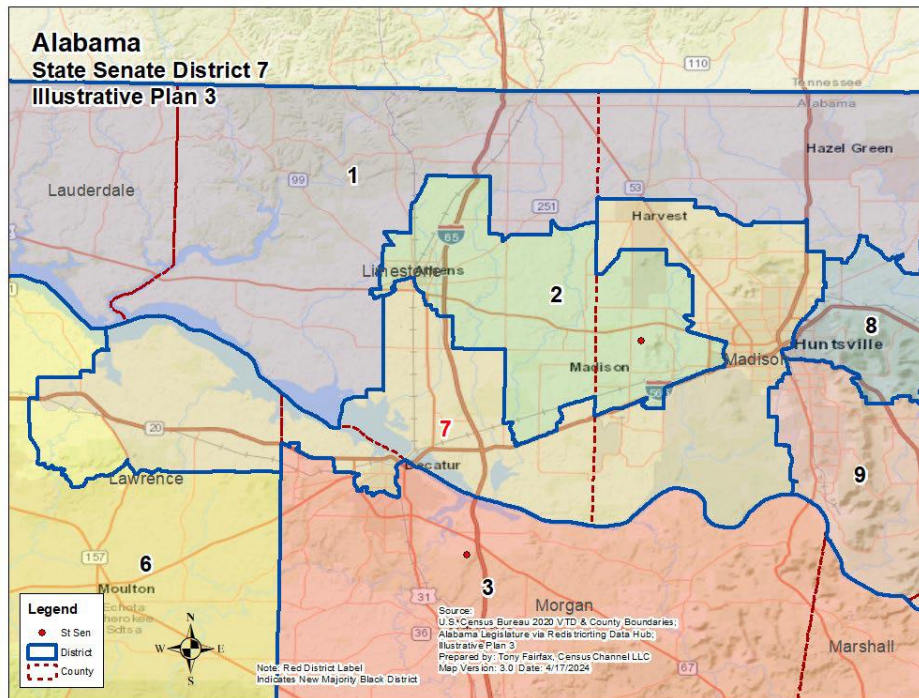 Alabama
State Senate District 7
Illustrative Plan 3
110
Tennessee
Alabama
Hazel Green
1
Lauderdale
99
53
251
Harvest
65
Limestone
Athens
2
8
Huntsville
Madison
Madison
7
20
Decatur
Lawrence
9
6
157
Moulton
3
Morgan
31
36
67
Marshall
Legend
St Sen
District
County
N
W
E
S
Note: Red District Label
Indicates New Majority Black District
Source:
U.S. Census Bureau 2020 VTD & County Boundaries;
Alabama Legislature via Redistricting Data Hub;
Illustrative Plan 3
Prepared by: Tony Fairfax, CensusChannel LLC
Map Version: 3.0 Date: 4/17/2024